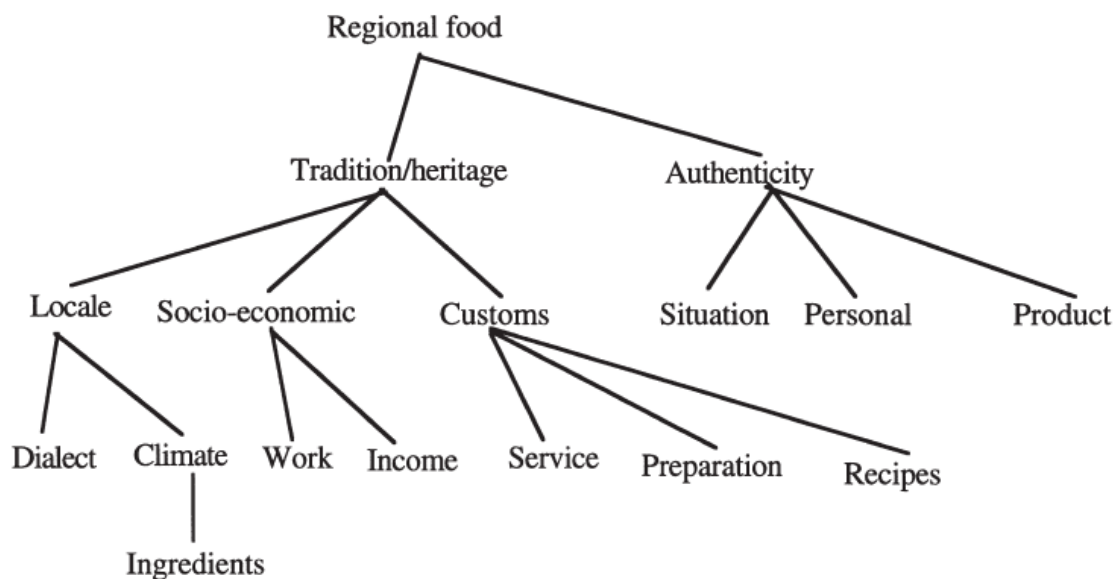 Regional food
Tradition/heritage
Authenticity
Locale
Socio-economic
Customs
Situation
Personal
Product
Dialect
Climate
Work
Income
Service
Preparation
Recipes
Ingredients